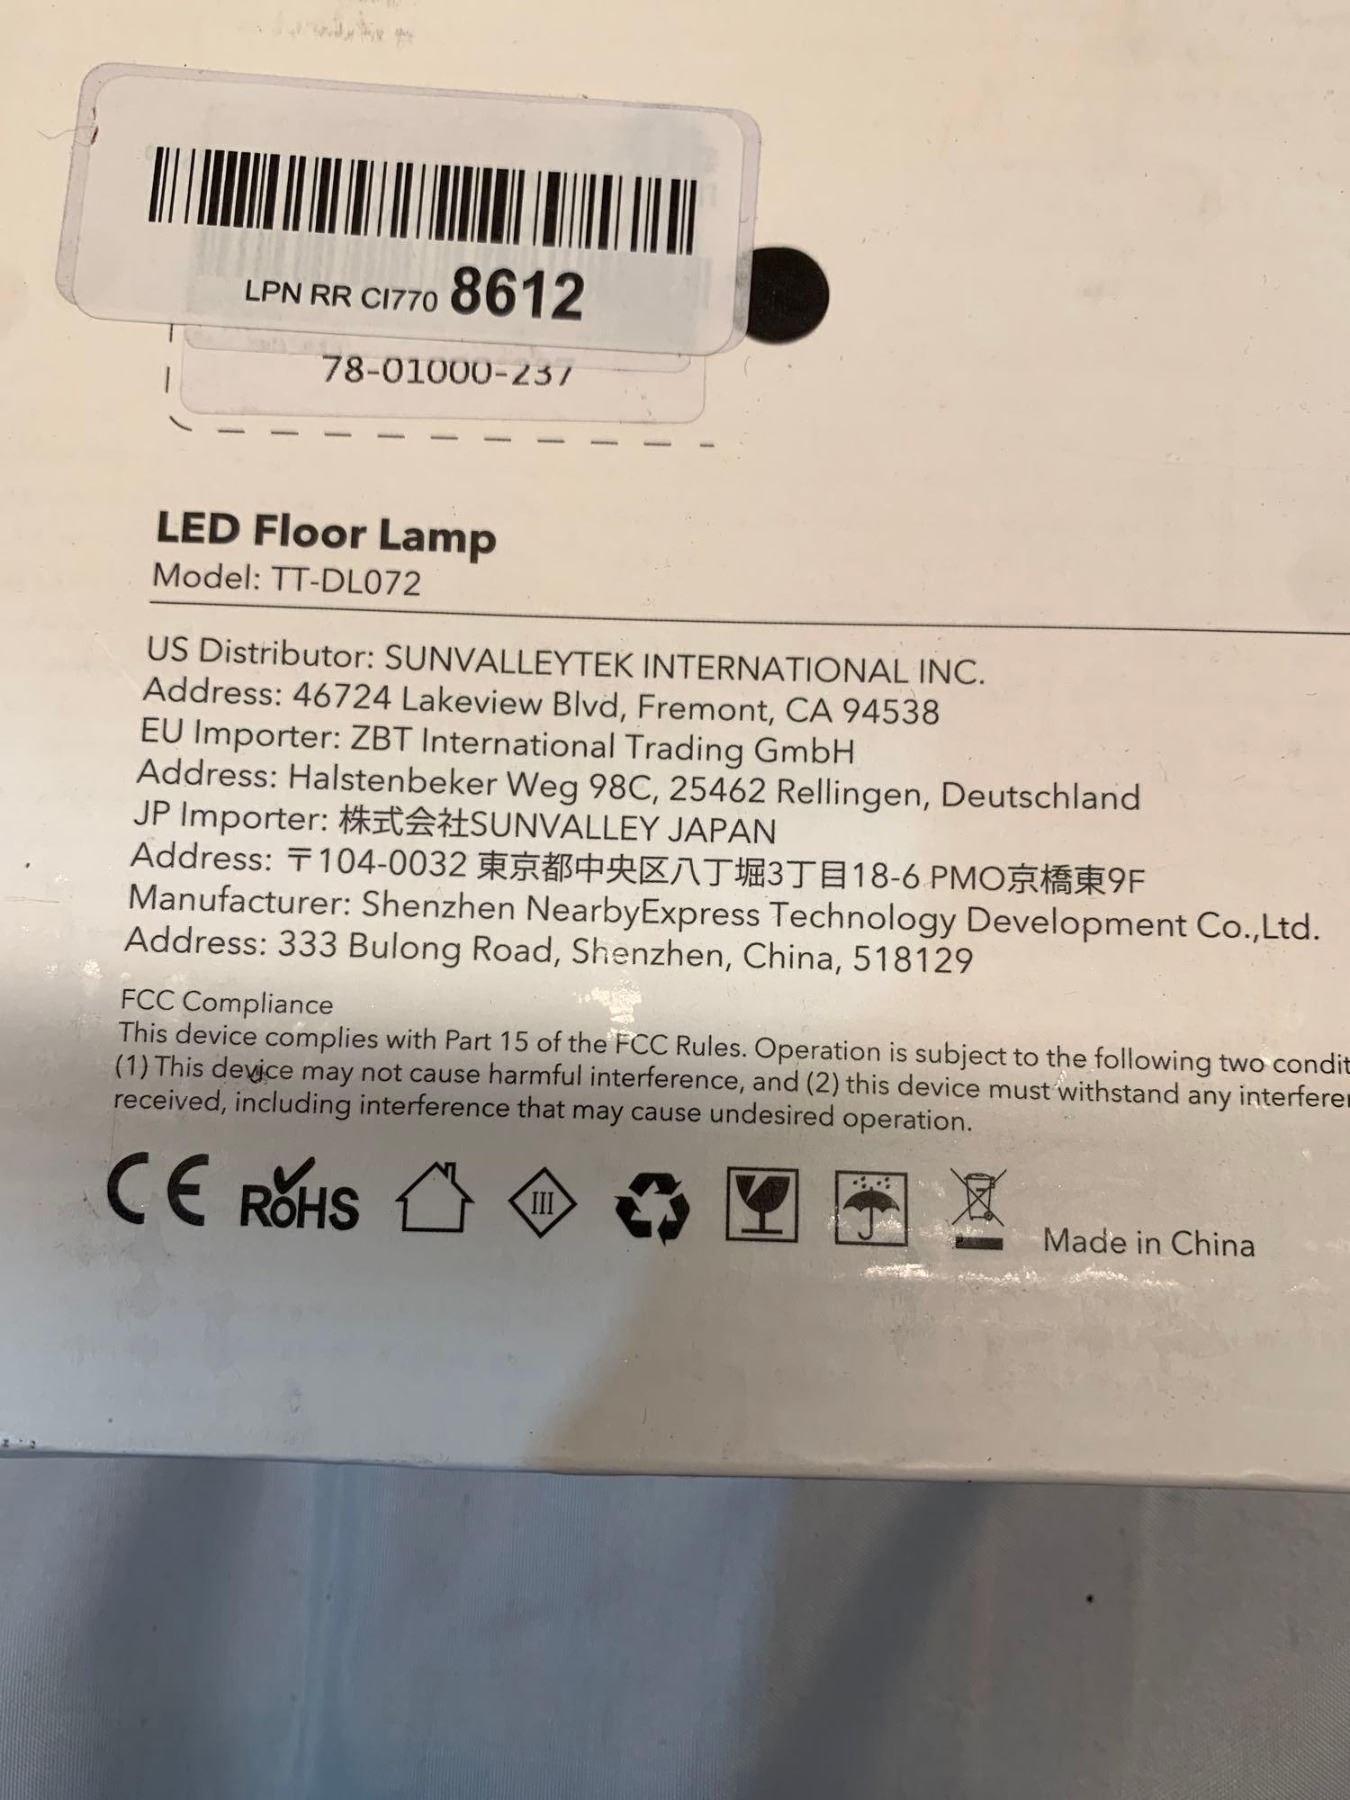 LPN RR CI770 8612
78-01000-237
LED Floor Lamp
Model: TT-DL072
US Distributor: SUNVALLEYTEK INTERNATIONAL INC.
Address: 46724 Lakeview Blvd, Fremont, CA 94538
EU Importer: ZBT International Trading GmbH
Address: Halstenbeker Weg 98C, 25462 Rellingen, Deutschland
JP Importer: 株式会社SUNVALLEY JAPAN
Address: 〒104-0032 東京都中央区八丁堀3丁目18-6 PMO京橋東9F
Manufacturer: Shenzhen NearbyExpress Technology Development Co.,Ltd.
Address: 333 Bulong Road, Shenzhen, China, 518129
FCC Compliance
This device complies with Part 15 of the FCC Rules. Operation is subject to the following two condit
(1) This device may not cause harmful interference, and (2) this device must withstand any interfere
received, including interference that may cause undesired operation.
CE RoHS III Made in China